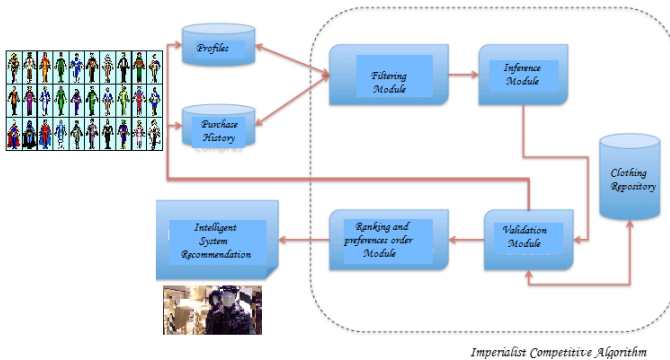 Profiles
Purchase
History
Filtering
Module
Inference
Module
Clothing
Repository
Intelligent
System
Recommendation
Ranking and
preferences order
Module
Validation
Module
Imperialist Competitive Algorithm